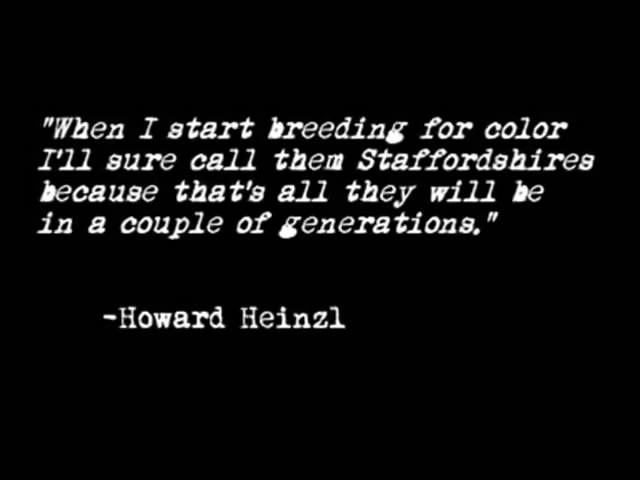 "When I start breeding for color
I'll sure call them Staffordshires
because that's all they will be
in a couple of generations."
-Howard Heinzl